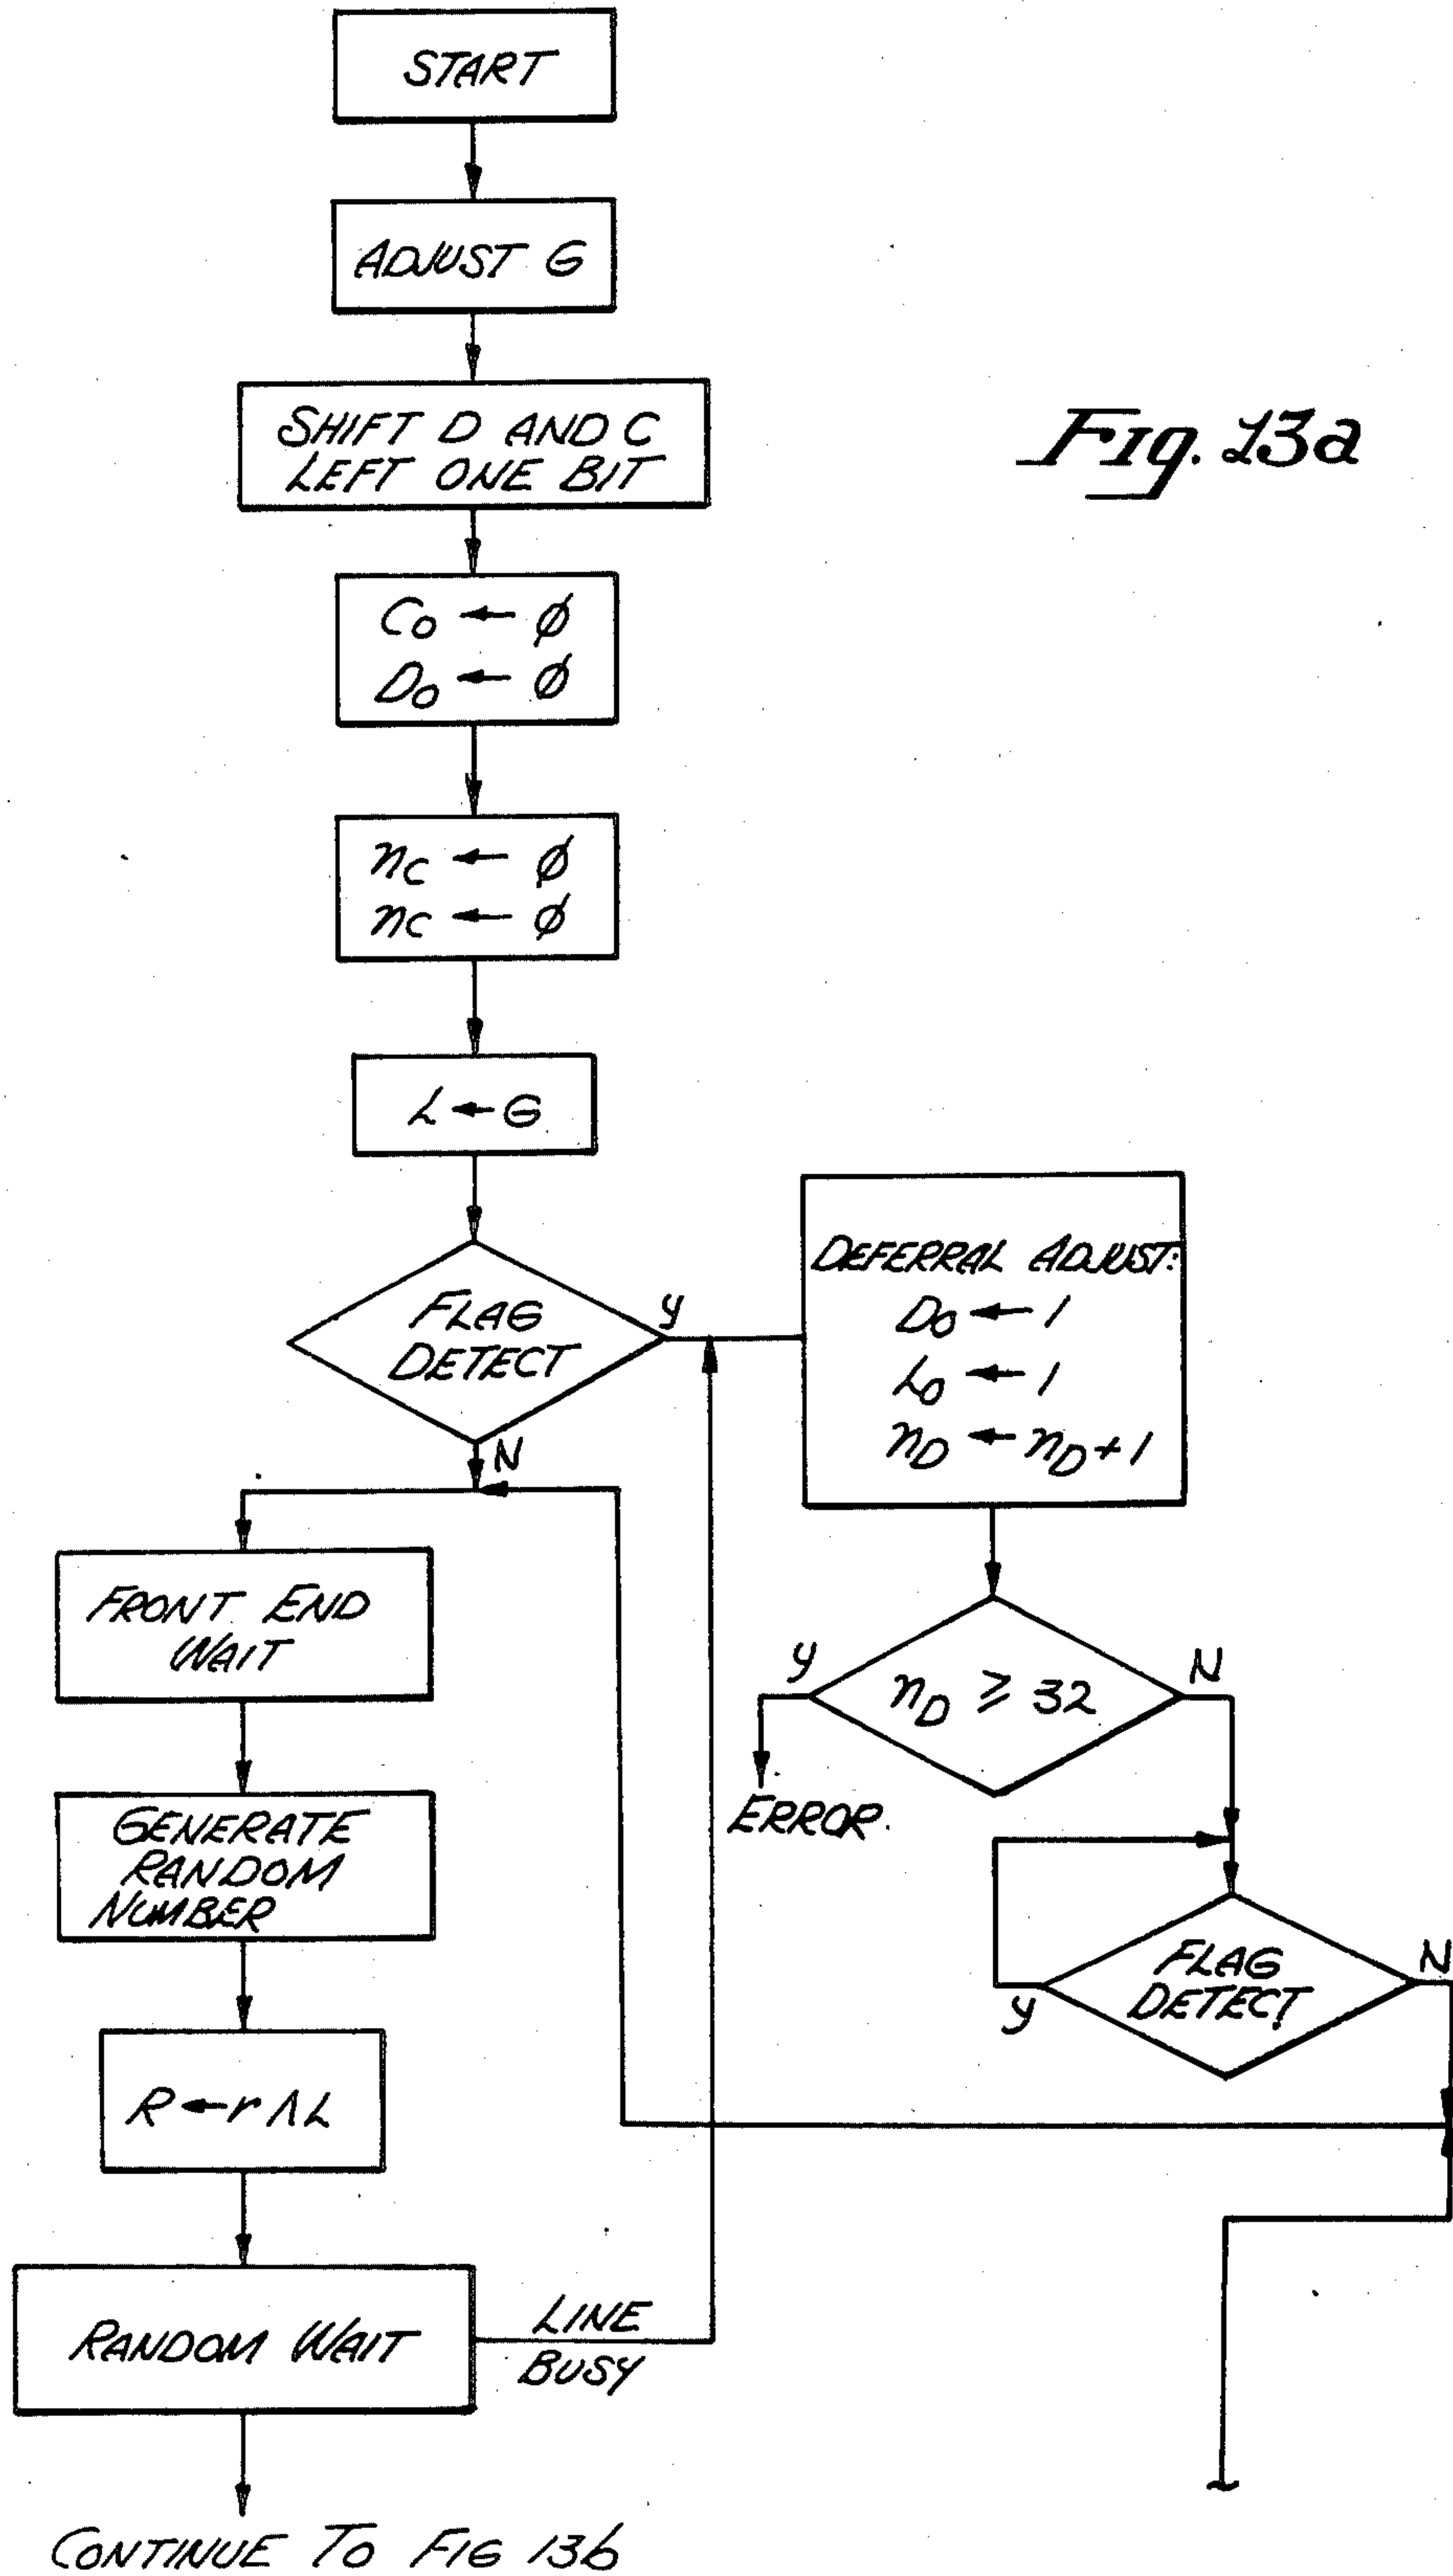 START
ADJUST G
SHIFT D AND C
LEFT ONE BIT
Fig. 13a
C0 ← ϕ
D0 ← ϕ
nC ← ϕ
nC ← ϕ
L ← G
FLAG
DETECT
Y
N
DEFERRAL ADJUST:
D0 ← 1
L0 ← 1
nD ← nD + 1
FRONT END
WAIT
Y
nD ≥ 32
N
ERROR.
GENERATE
RANDOM
NUMBER
FLAG
DETECT
Y
N
R ← r Λ L
RANDOM WAIT
LINE
BUSY
CONTINUE TO FIG 13b